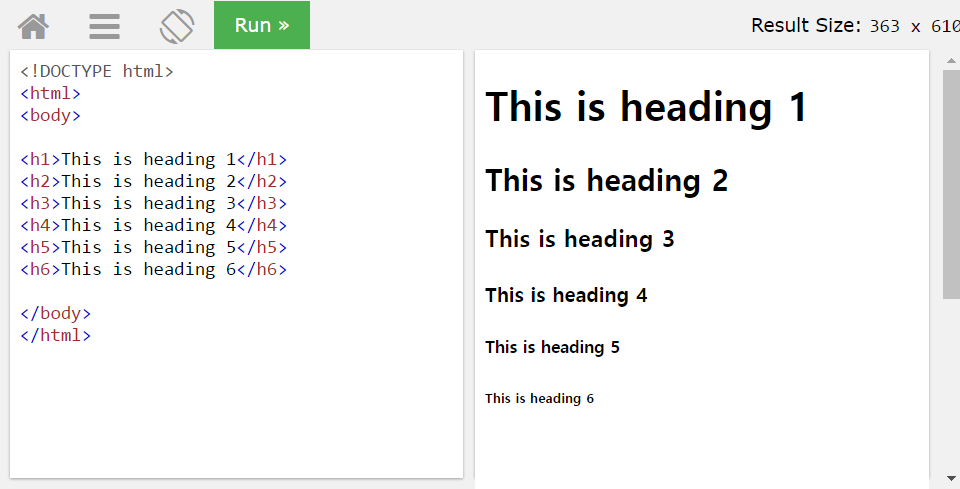 Run »
Result Size: 363 x 610
<!DOCTYPE html>
<html>
<body>
<h1>This is heading 1</h1>
<h2>This is heading 2</h2>
<h3>This is heading 3</h3>
<h4>This is heading 4</h4>
<h5>This is heading 5</h5>
<h6>This is heading 6</h6>
</body>
</html>
This is heading 1
This is heading 2
This is heading 3
This is heading 4
This is heading 5
This is heading 6